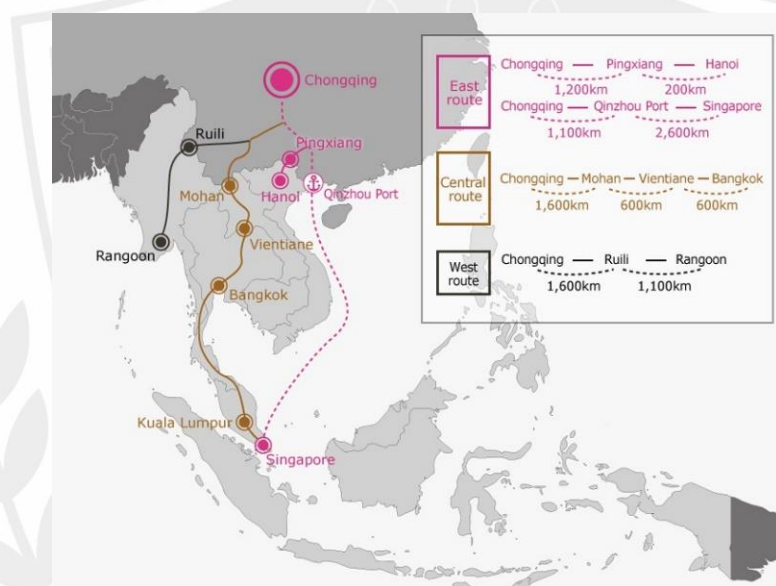 Chongqing
Ruili
Pingxiang
Mohan
Hanoi
Qinzhou Port
Rangoon
Vientiane
Bangkok
Kuala Lumpur
Singapore
East
route
Chongqing — Pingxiang — Hanoi
1,200km 200km
Chongqing — Qinzhou Port — Singapore
1,100km 2,600km
Central
route
Chongqing — Mohan — Vientiane — Bangkok
1,600km 600km 600km
West
route
Chongqing — Ruili — Rangoon
1,600km 1,100km